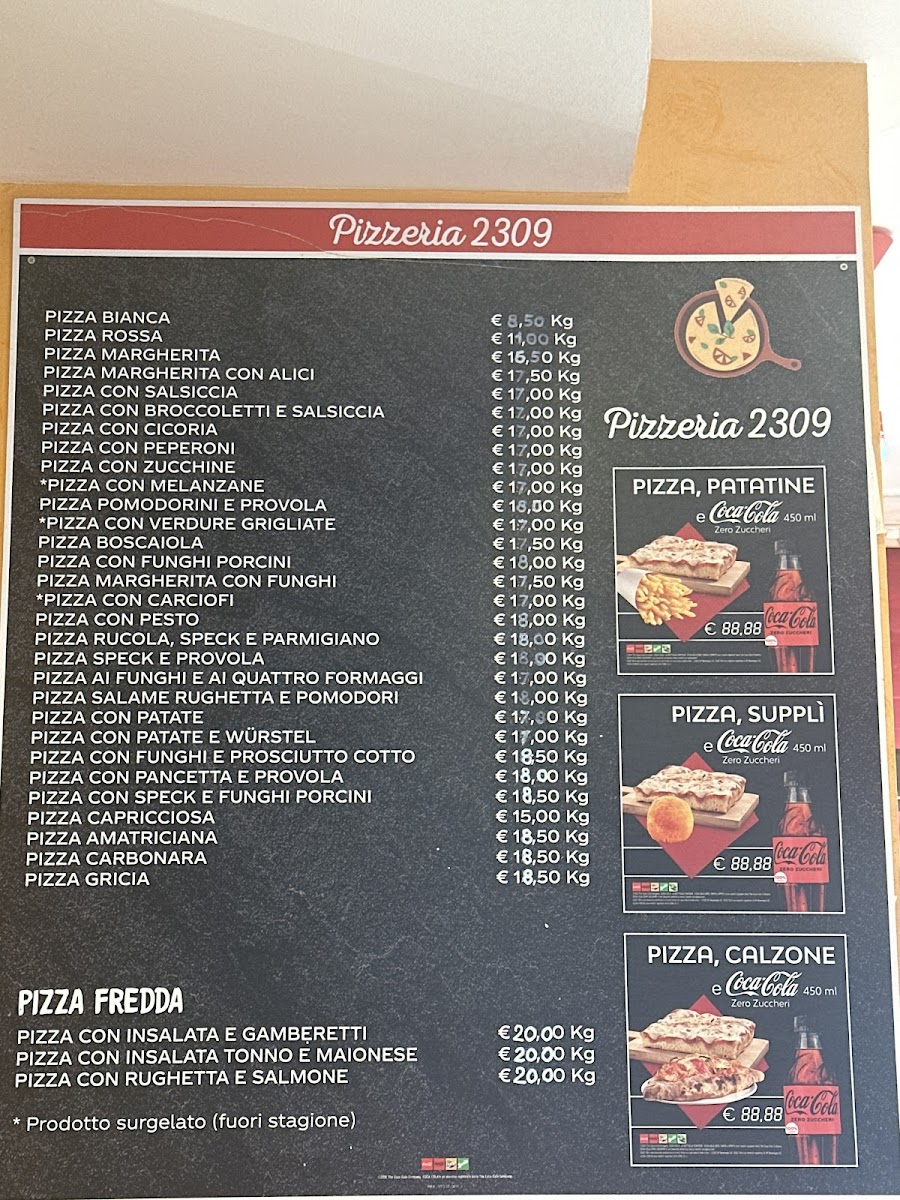 Pizzeria 2309
PIZZA BIANCA € 8,50 Kg
PIZZA ROSSA € 11,00 Kg
PIZZA MARGHERITA € 16,50 Kg
PIZZA MARGHERITA CON ALICI € 17,50 Kg
PIZZA CON SALSICCIA € 17,00 Kg
PIZZA CON BROCCOLETTI E SALSICCIA € 17,00 Kg
PIZZA CON CICORIA € 17,00 Kg
PIZZA CON PEPERONI € 17,00 Kg
PIZZA CON ZUCCHINE € 17,00 Kg
*PIZZA CON MELANZANE € 17,00 Kg
PIZZA POMODORINI E PROVOLA € Kg
*PIZZA CON VERDURE GRIGLIATE € 17,00 Kg
PIZZA BOSCAIOLA € 17,50 Kg
PIZZA CON FUNGHI PORCINI € 18,00 Kg
PIZZA MARGHERITA CON FUNGHI € 17,50 Kg
*PIZZA CON CARCIOFI € 17,00 Kg
PIZZA CON PESTO € 18,00 Kg
PIZZA RUCOLA, SPECK E PARMIGIANO € 18,00 Kg
PIZZA SPECK E PROVOLA € Kg
PIZZA AI FUNGHI E AI QUATTRO FORMAGGI € 17,00 Kg
PIZZA SALAME RUGHETTA E POMODORI € 18,00 Kg
PIZZA CON PATATE € 17,00 Kg
PIZZA CON PATATE E WÜRSTEL € 17,00 Kg
PIZZA CON FUNGHI E PROSCIUTTO COTTO € 18,50 Kg
PIZZA CON PANCETTA E PROVOLA € 18,00 Kg
PIZZA CON SPECK E FUNGHI PORCINI € 18,50 Kg
PIZZA CAPRICCIOSA € 15,00 Kg
PIZZA AMATRICIANA € 18,50 Kg
PIZZA CARBONARA € 18,50 Kg
PIZZA GRICIA € 18,50 Kg
PIZZA FREDDA
PIZZA CON INSALATA E GAMBERETTI € 20,00 Kg
PIZZA CON INSALATA TONNO E MAIONESE € 20,00 Kg
PIZZA CON RUGHETTA E SALMONE € 20,00 Kg
* Prodotto surgelato (fuori stagione)
Pizzeria 2309
PIZZA, PATATINE
e Coca-Cola 450 ml
Zero Zuccheri
Coca-Cola
ZERO ZUCCHERI
€ 88,88
PIZZA, SUPPLÌ
e Coca-Cola 450 ml
Zero Zuccheri
Coca-Cola
ZERO ZUCCHERI
€ 88,88
PIZZA, CALZONE
e Coca-Cola 450 ml
Zero Zuccheri
Coca-Cola
ZERO ZUCCHERI
€ 88,88